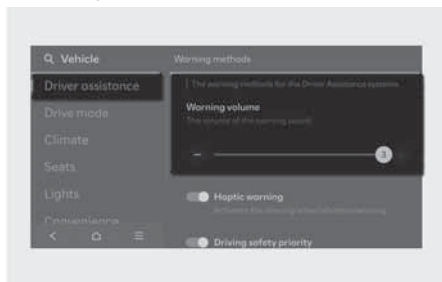 Vehicle
Warning methods
Driver assistance
The warning methods for the Driver Assistance systems
Drive mode
Warning volume
The volume of the warning sound
Climate
3
Seats
Lights
Haptic warning
Convenience
Driving safety priority